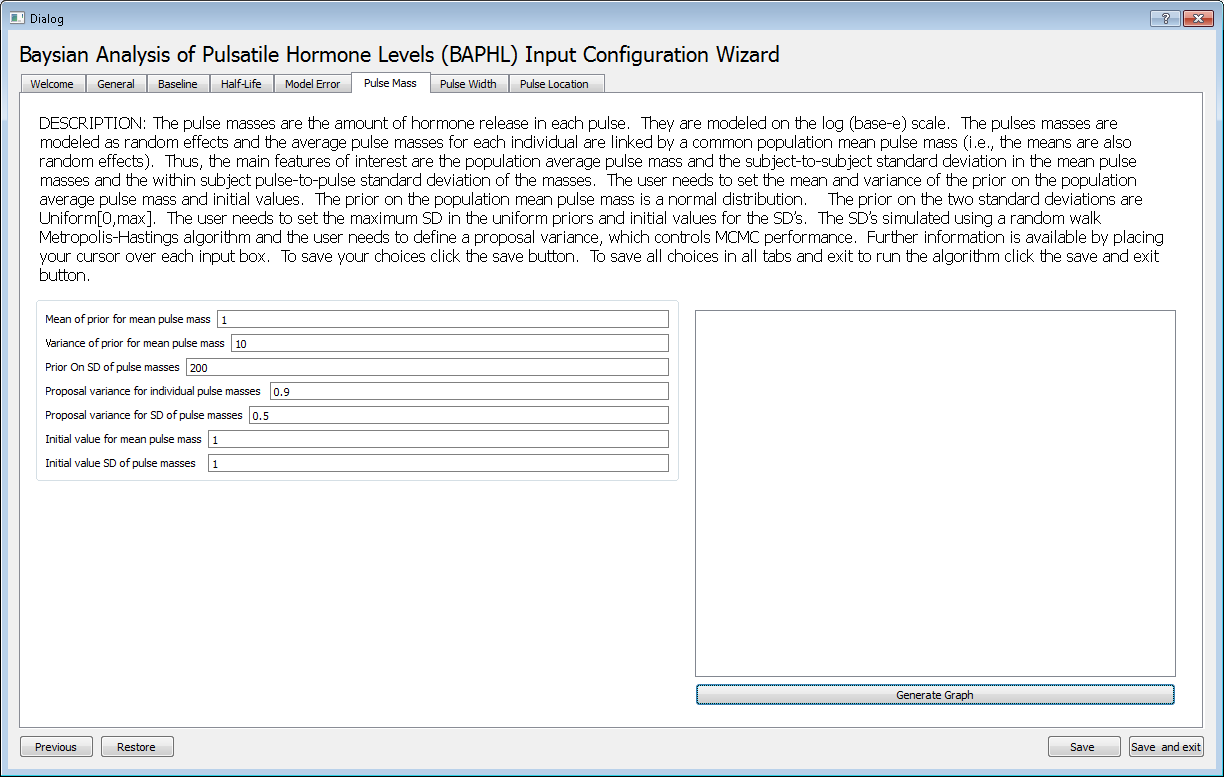 Dialog
Baysian Analysis of Pulsatile Hormone Levels (BAPHL) Input Configuration Wizard
Welcome General Baseline Half-Life Model Error Pulse Mass Pulse Width Pulse Location
DESCRIPTION: The pulse masses are the amount of hormone release in each pulse. They are modeled on the log (base-e) scale. The pulses masses are
modeled as random effects and the average pulse masses for each individual are linked by a common population mean pulse mass (i.e., the means are also
random effects). Thus, the main features of interest are the population average pulse mass and the subject-to-subject standard deviation in the mean pulse
masses and the within subject pulse-to-pulse standard deviation of the masses. The user needs to set the mean and variance of the prior on the population
average pulse mass and initial values. The prior on the population mean pulse mass is a normal distribution. The prior on the two standard deviations are
Uniform[0,max]. The user needs to set the maximum SD in the uniform priors and initial values for the SD's. The SD's simulated using a random walk
Metropolis-Hastings algorithm and the user needs to define a proposal variance, which controls MCMC performance. Further information is available by placing
your cursor over each input box. To save your choices click the save button. To save all choices in all tabs and exit to run the algorithm click the save and exit
button.
Mean of prior for mean pulse mass 1
Variance of prior for mean pulse mass 10
Prior On SD of pulse masses 200
Proposal variance for individual pulse masses 0.9
Proposal variance for SD of pulse masses 0.5
Initial value for mean pulse mass 1
Initial value SD of pulse masses 1
Generate Graph
Previous Restore Save Save and exit